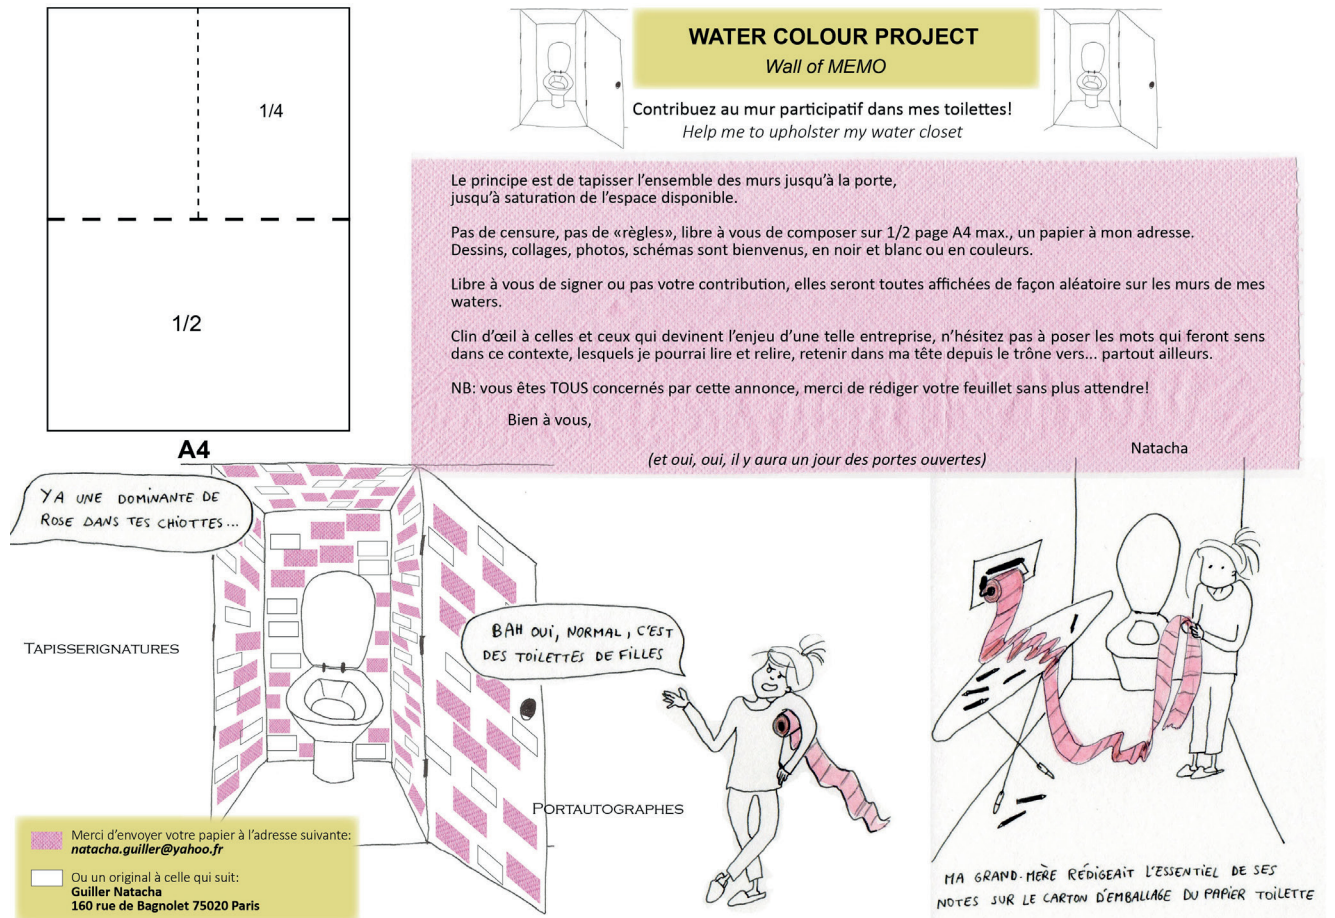 1/4
1/2
A4
WATER COLOUR PROJECT
Wall of MEMO
Contribuez au mur participatif dans mes toilettes!
Help me to upholster my water closet
Le principe est de tapisser l’ensemble des murs jusqu’à la porte,
jusqu’à saturation de l’espace disponible.
Pas de censure, pas de «règles», libre à vous de composer sur 1/2 page A4 max., un papier à mon adresse.
Dessins, collages, photos, schémas sont bienvenus, en noir et blanc ou en couleurs.
Libre à vous de signer ou pas votre contribution, elles seront toutes affichées de façon aléatoire sur les murs de mes
waters.
Clin d’œil à celles et ceux qui devinent l’enjeu d’une telle entreprise, n’hésitez pas à poser les mots qui feront sens
dans ce contexte, lesquels je pourrai lire et relire, retenir dans ma tête depuis le trône vers... partout ailleurs.
NB: vous êtes TOUS concernés par cette annonce, merci de rédiger votre feuillet sans plus attendre!
Bien à vous,
Natacha
(et oui, oui, il y aura un jour des portes ouvertes)
YA UNE DOMINANTE DE
ROSE DANS TES CHIOTTES...
TAPISSERIGNATURES
BAH OUI, NORMAL, C'EST
DES TOILETTES DE FILLES
PORTAUTOGRAPHES
Merci d’envoyer votre papier à l’adresse suivante:
natacha.guiller@yahoo.fr
Ou un original à celle qui suit:
Guiller Natacha
160 rue de Bagnolet 75020 Paris
MA GRAND-MÈRE RÉDIGEAIT L'ESSENTIEL DE SES
NOTES SUR LE CARTON D'EMBALLAGE DU PAPIER TOILETTE